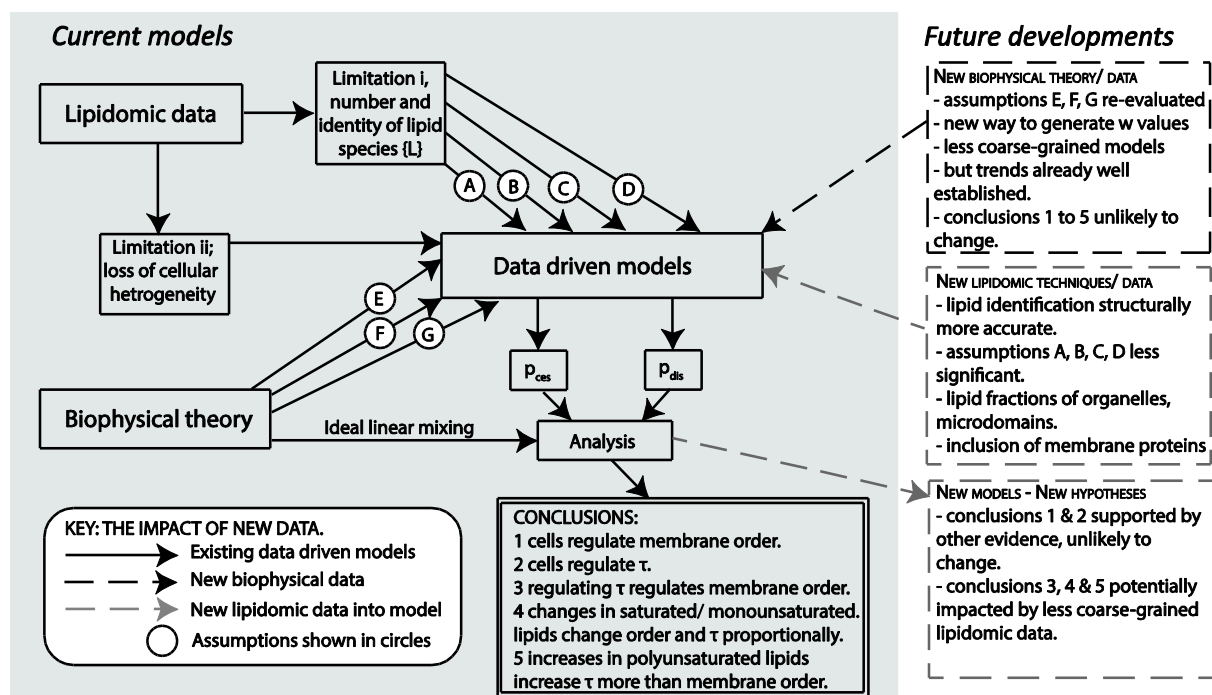 Current models
Lipidomic data
Limitation i,
number and
identity of lipid
species {L}
A
B
C
D
Limitation ii;
loss of cellular
hetrogeneity
Data driven models
E
F
G
pces
pdis
Biophysical theory
Ideal linear mixing
Analysis
CONCLUSIONS:
1 cells regulate membrane order.
2 cells regulate τ.
3 regulating τ regulates membrane order.
4 changes in saturated/ monounsaturated.
lipids change order and τ proportionally.
5 increases in polyunsaturated lipids
increase τ more than membrane order.
KEY: THE IMPACT OF NEW DATA.
Existing data driven models
New biophysical data
New lipidomic data into model
Assumptions shown in circles
Future developments
NEW BIOPHYSICAL THEORY/ DATA
- assumptions E, F, G re-evaluated
- new way to generate w values
- less coarse-grained models
- but trends already well
established.
- conclusions 1 to 5 unlikely to
change.
NEW LIPIDOMIC TECHNIQUES/ DATA
- lipid identification structurally
more accurate.
- assumptions A, B, C, D less
significant.
- lipid fractions of organelles,
microdomains.
- inclusion of membrane proteins
NEW MODELS - NEW HYPOTHESES
- conclusions 1 & 2 supported by
other evidence, unlikely to
change.
- conclusions 3, 4 & 5 potentially
impacted by less coarse-grained
lipidomic data.